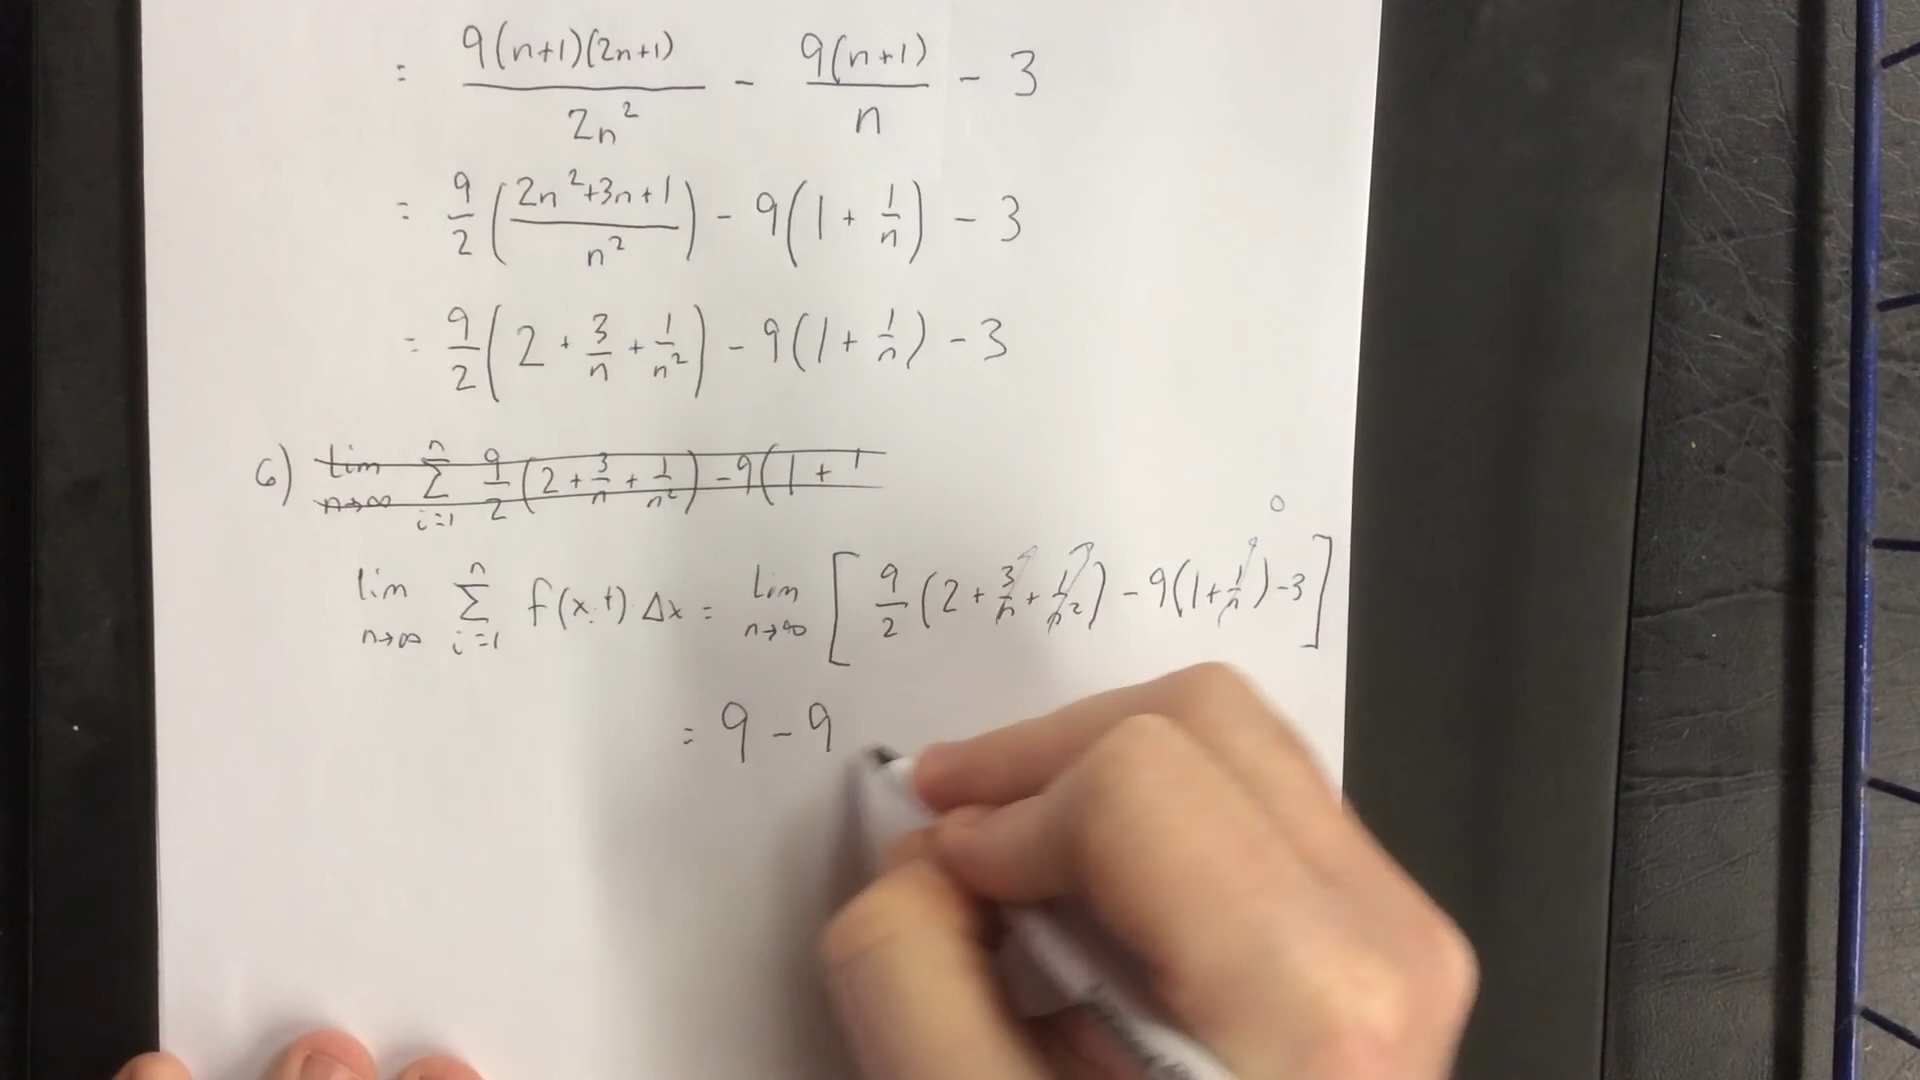 = 9(n+1)(2n+1)/2n² - 9(n+1)/n - 3
= 9/2 (2n²+3n+1/n²) - 9(1 + 1/n) - 3
= 9/2 (2 + 3/n + 1/n²) - 9(1 + 1/n) - 3
6) lim n→∞ n Σ i=1 9/2 (2 + 3/n + 1/n²) - 9(1 + 1
0
lim n→∞ n Σ i=1 f(xᵢ*) Δx = lim n→∞ [9/2 (2 + 3/n + 1/n²) - 9(1 + 1/n) - 3]
= 9 - 9